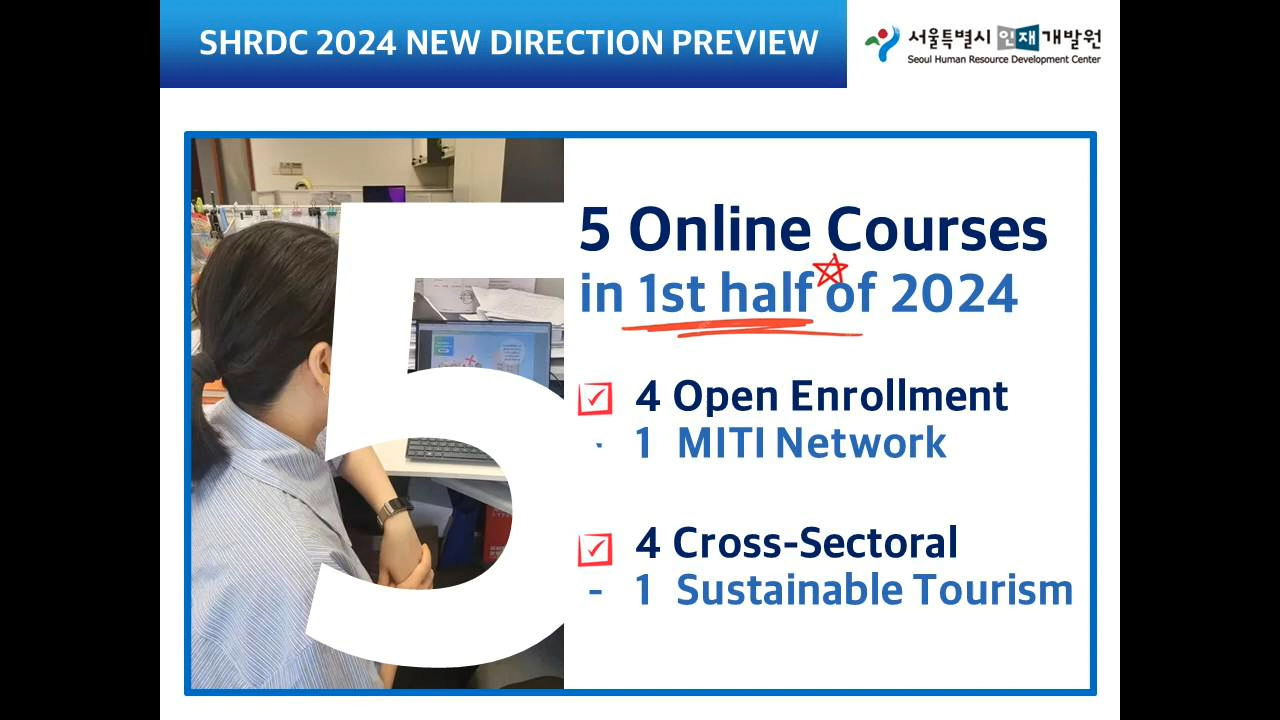 SHRDC 2024 NEW DIRECTION PREVIEW
서울특별시 인재개발원
Seoul Human Resource Development Center
5
5 Online Courses
in 1st half of 2024
4 Open Enrollment
· 1 MITI Network
4 Cross-Sectoral
- 1 Sustainable Tourism